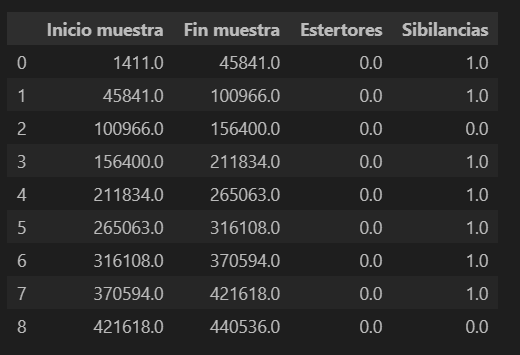 Inicio muestra Fin muestra Estertores Sibilancias
0 1411.0 45841.0 0.0 1.0
1 45841.0 100966.0 0.0 1.0
2 100966.0 156400.0 0.0 0.0
3 156400.0 211834.0 0.0 1.0
4 211834.0 265063.0 0.0 1.0
5 265063.0 316108.0 0.0 1.0
6 316108.0 370594.0 0.0 1.0
7 370594.0 421618.0 0.0 1.0
8 421618.0 440536.0 0.0 0.0